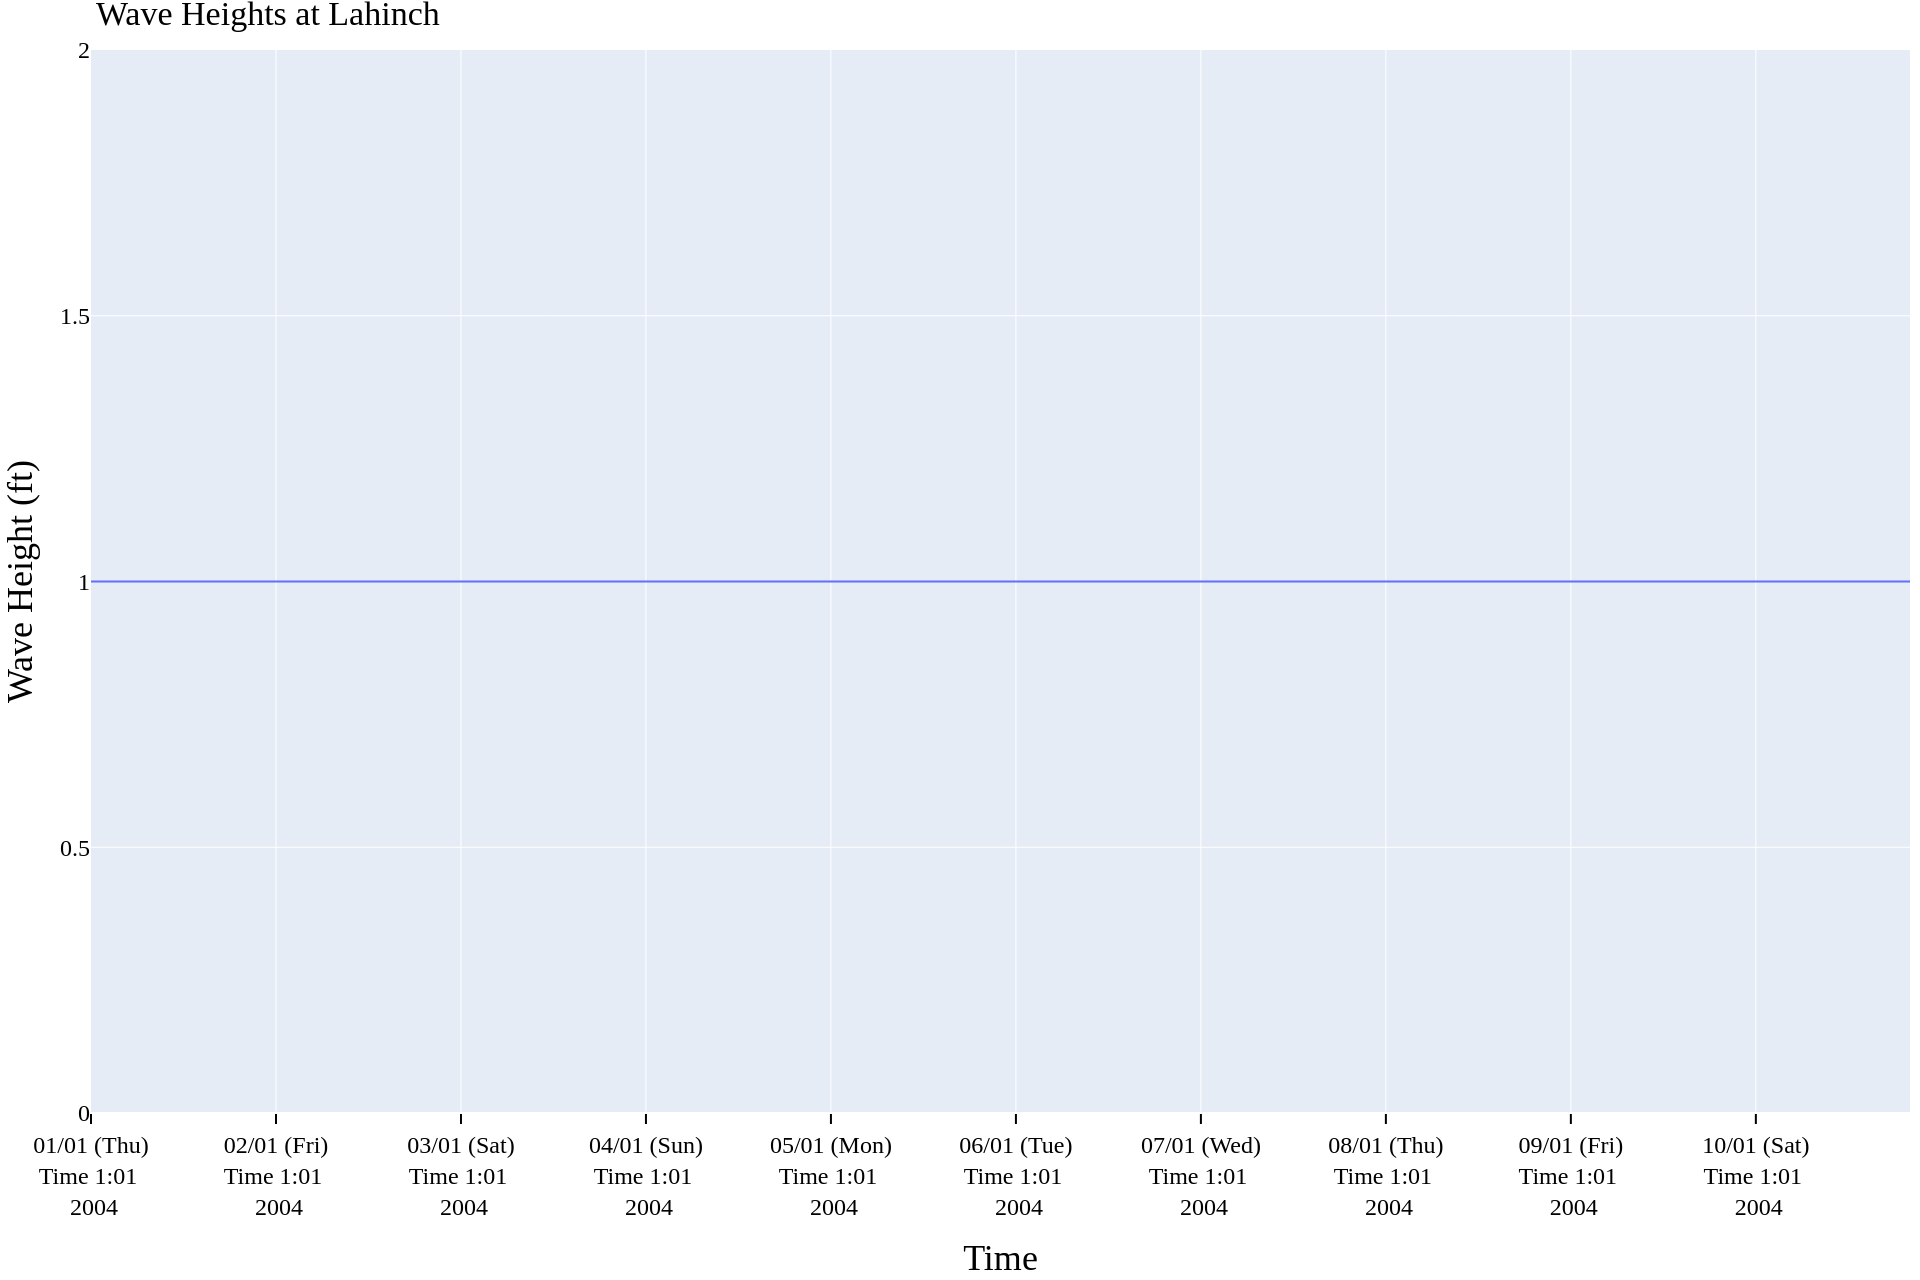 Wave Heights at Lahinch
2
1.5
1
0.5
0
Wave Height (ft)
01/01 (Thu) 02/01 (Fri) 03/01 (Sat) 04/01 (Sun) 05/01 (Mon) 06/01 (Tue) 07/01 (Wed) 08/01 (Thu) 09/01 (Fri) 10/01 (Sat)
Time 1:01 Time 1:01 Time 1:01 Time 1:01 Time 1:01 Time 1:01 Time 1:01 Time 1:01 Time 1:01 Time 1:01
2004 2004 2004 2004 2004 2004 2004 2004 2004 2004
Time